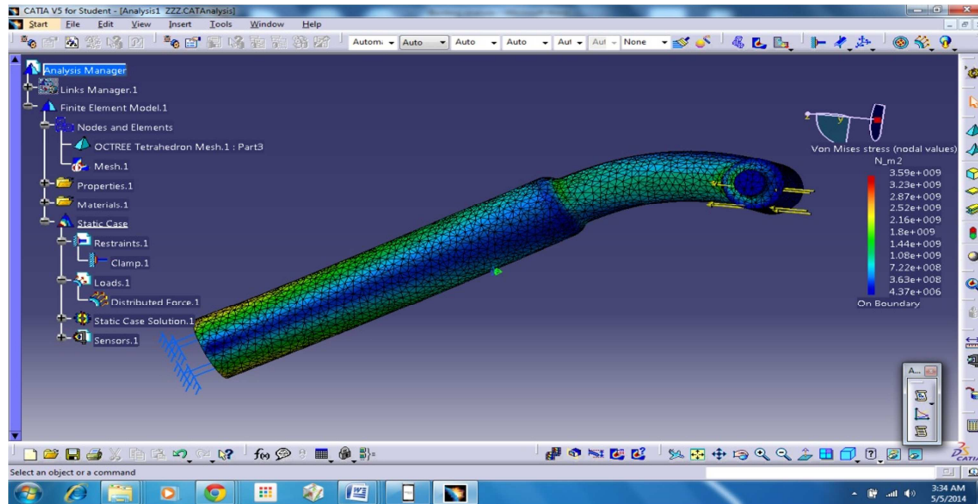 CATIA V5 for Student - [Analysis1 ZZZ.CATAnalysis]
Start File Edit View Insert Tools Window Help
Autom. Auto Auto Auto Aut Aut None
Analysis Manager
Links Manager.1
Finite Element Model.1
Nodes and Elements
OCTREE Tetrahedron Mesh.1 : Part3
Mesh.1
Properties.1
Materials.1
Static Case
Restraints.1
Clamp.1
Loads.1
Distributed Force.1
Static Case Solution.1
Sensors.1
Von Mises stress (nodal values)
N_m2
3.59e+009
3.23e+009
2.87e+009
2.52e+009
2.16e+009
1.8e+009
1.44e+009
1.08e+009
7.22e+008
3.63e+008
4.37e+006
On Boundary
A...
f(x)
CATIA
Select an object or a command
3:34 AM
5/5/2014